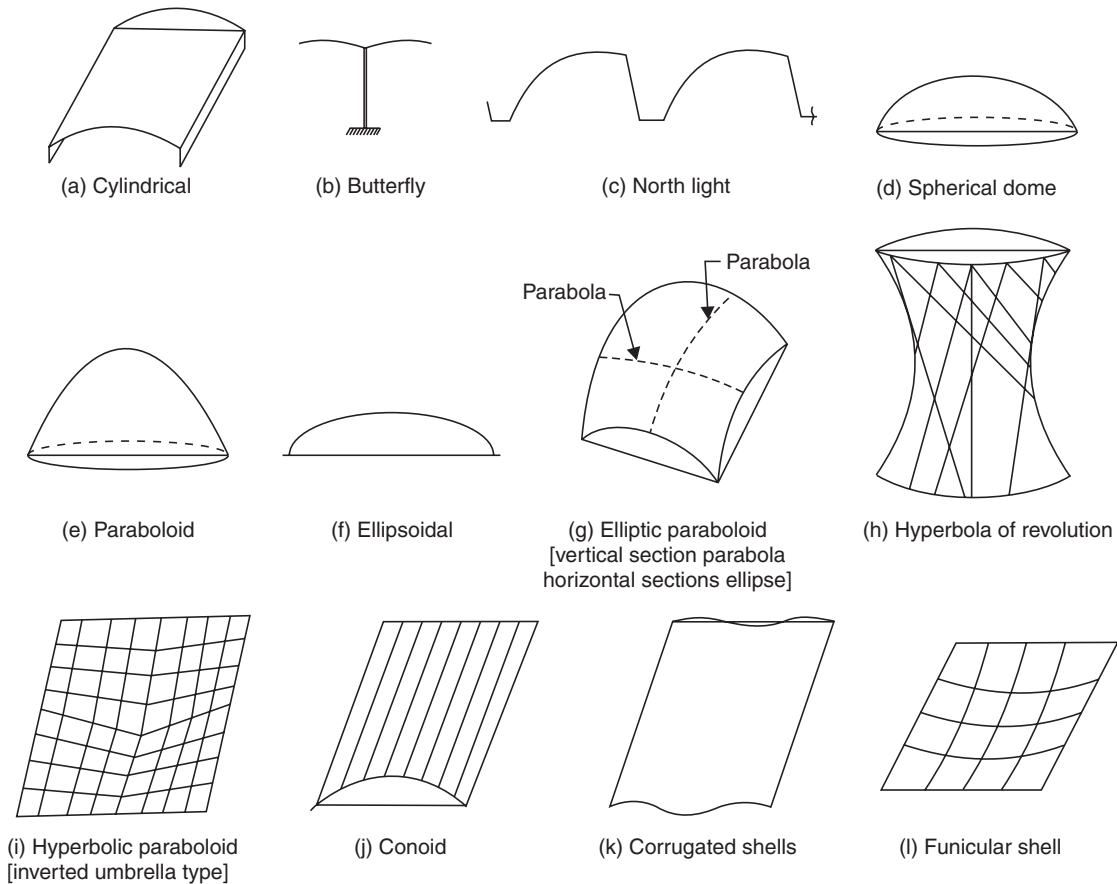 (a) Cylindrical
(b) Butterfly
(c) North light
(d) Spherical dome
Parabola
Parabola
(e) Paraboloid
(f) Ellipsoidal
(g) Elliptic paraboloid
[vertical section parabola
horizontal sections ellipse]
(h) Hyperbola of revolution
(i) Hyperbolic paraboloid
[inverted umbrella type]
(j) Conoid
(k) Corrugated shells
(l) Funicular shell